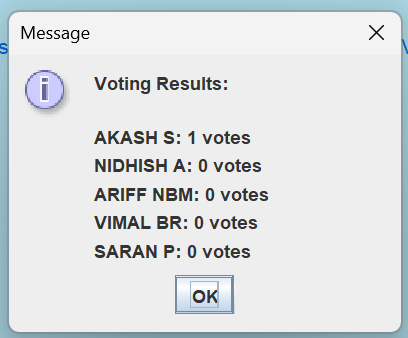 Message
Voting Results:
AKASH S: 1 votes
NIDHISH A: 0 votes
ARIFF NBM: 0 votes
VIMAL BR: 0 votes
SARAN P: 0 votes
OK